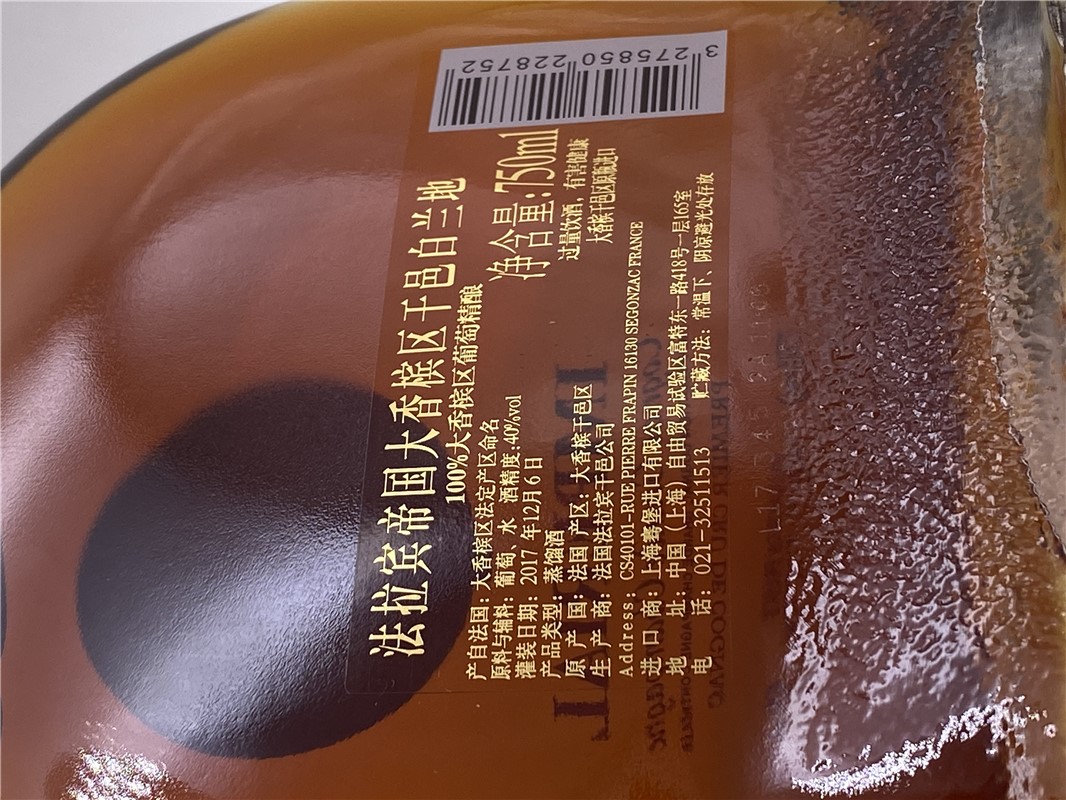 法拉宾帝国大香槟区干邑白兰地
100%大香槟区葡萄精酿
净含量:750ml
过量饮酒，有害健康
大香槟干邑区原瓶进口
产自法国：大香槟区法定产区命名
原料与辅料：葡萄、水 酒精度:40%vol
灌装日期：2017年12月6日
产品类型：蒸馏酒
原产国：法国 产区：大香槟干邑区
生产商：法国法拉宾干邑公司
Address: CS40101-RUE PIERRE FRAPIN 16130 SEGONZAC FRANCE
进口商：上海骞堡进口有限公司
地址：中国（上海）自由贸易试验区富特东一路418号一层165室
电话：021-32511513 贮藏方法：常温下、阴凉避光处存放
3 275850 228752